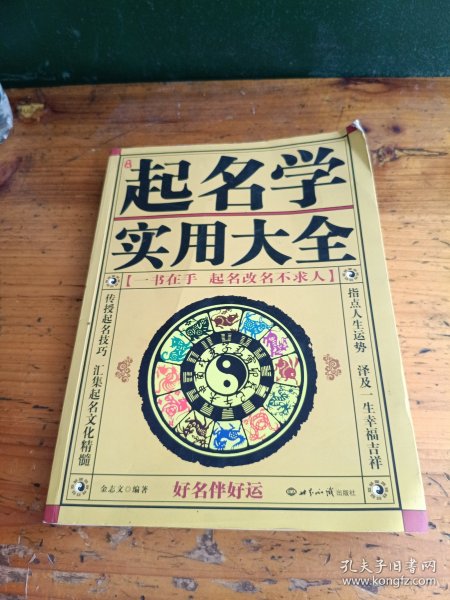 起名学
实用大全
【一书在手 起名改名不求人】
传授起名技巧 汇集起名文化精髓
指点人生运势 泽及一生幸福吉祥
金志文 编著
好名伴好运
世界知识出版社
孔夫子旧书网
www.kongfz.com